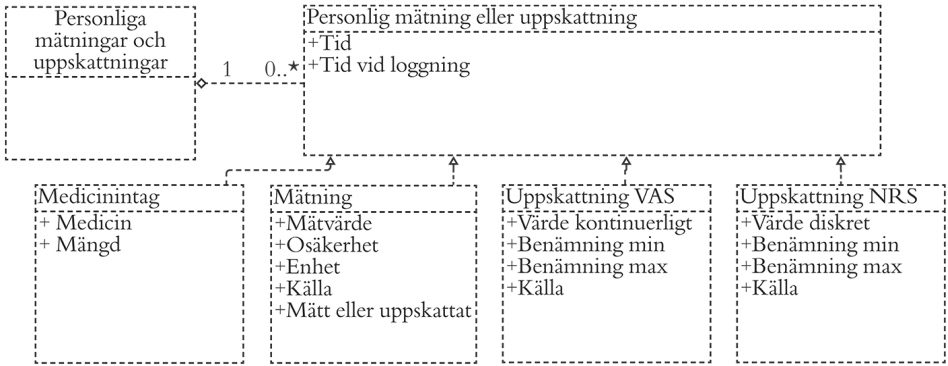 Personliga
mätningar och
uppskattningar
1
0..★
Personlig mätning eller uppskattning
+Tid
+Tid vid loggning
Medicinintag
+ Medicin
+ Mängd
Mätning
+Mätvärde
+Osäkerhet
+Enhet
+Källa
+Mätt eller uppskattat
Uppskattning VAS
+Värde kontinuerligt
+Benämning min
+Benämning max
+Källa
Uppskattning NRS
+Värde diskret
+Benämning min
+Benämning max
+Källa